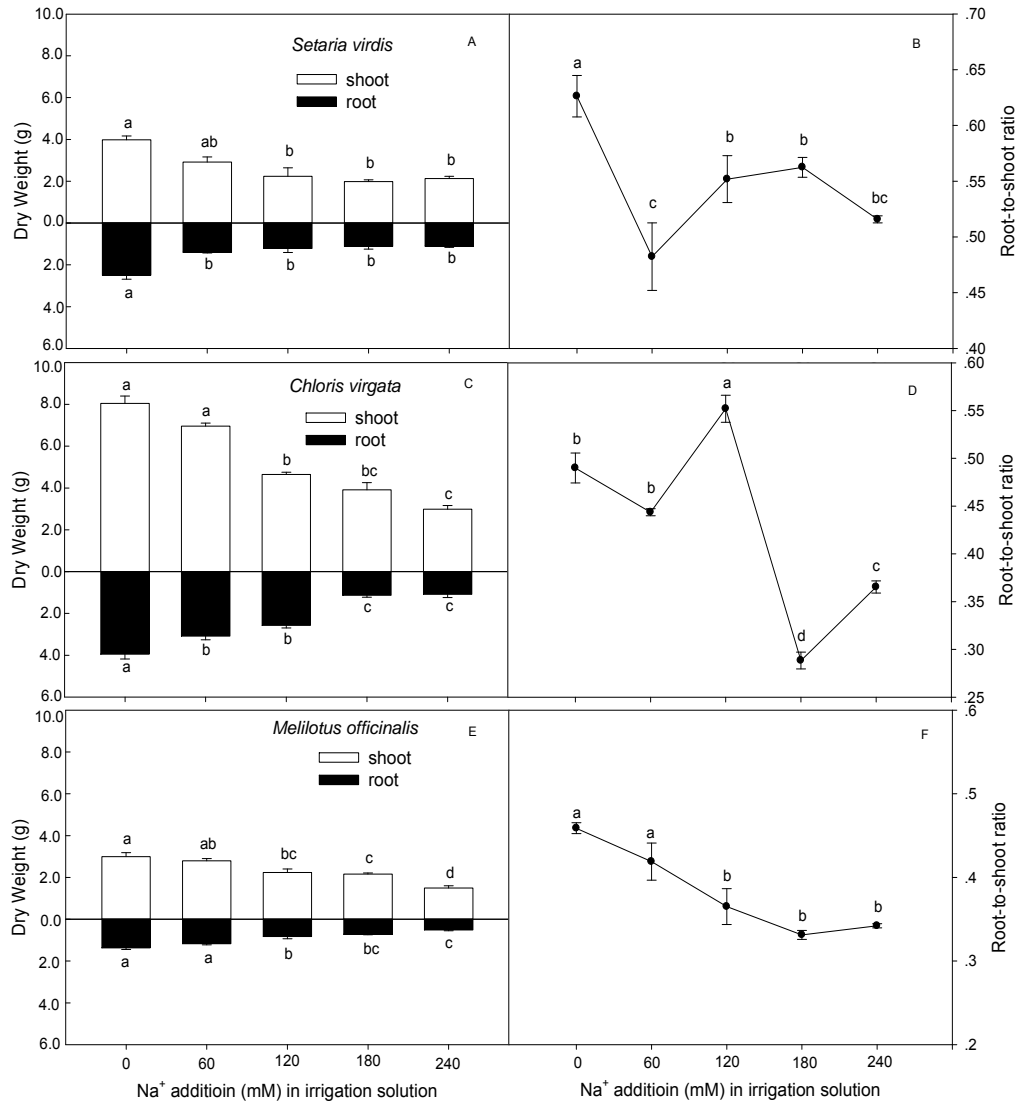 10.0
8.0
6.0
4.0
2.0
0.0
2.0
4.0
6.0
Dry Weight (g)
Setaria virdis
A
shoot
root
a
ab
b
b
b
a
b
b
b
b
B
a
c
b
b
bc
.70
.65
.60
.55
.50
.45
.40
Root-to-shoot ratio
10.0
8.0
6.0
4.0
2.0
0.0
2.0
4.0
6.0
Dry Weight (g)
Chloris virgata
C
shoot
root
a
a
b
bc
c
a
b
b
c
c
D
b
b
a
d
c
.60
.55
.50
.45
.40
.35
.30
.25
Root-to-shoot ratio
10.0
8.0
6.0
4.0
2.0
0.0
2.0
4.0
6.0
Dry Weight (g)
Melilotus officinalis
E
shoot
root
a
ab
bc
c
d
a
a
b
bc
c
F
a
a
b
b
b
.6
.5
.4
.3
.2
Root-to-shoot ratio
0 60 120 180 240
Na+ additioin (mM) in irrigation solution
0 60 120 180 240
Na+ additioin (mM) in irrigation solution